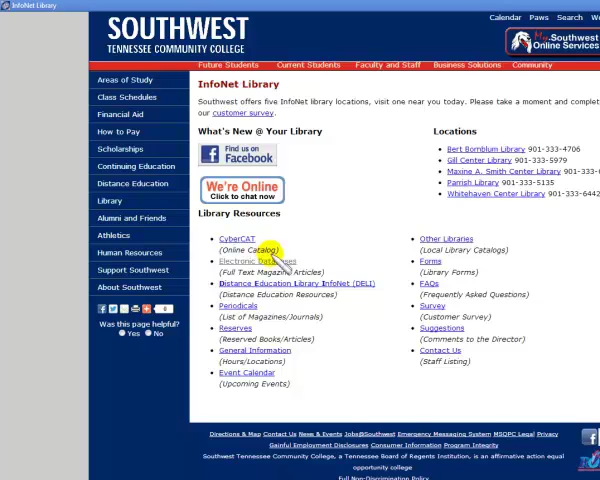 InfoNet Library
SOUTHWEST
TENNESSEE COMMUNITY COLLEGE
Calendar Paws Search
My.Southwest
Online Services
Future Students Current Students Faculty and Staff Business Solutions Community
Areas of Study
Class Schedules
Financial Aid
How to Pay
Scholarships
Continuing Education
Distance Education
Library
Alumni and Friends
Athletics
Human Resources
Support Southwest
About Southwest
0
Was this page helpful?
Yes No
InfoNet Library
Southwest offers five InfoNet library locations, visit one near you today. Please take a moment and complet
our customer survey.
What's New @ Your Library
Find us on
Facebook
We're Online
Click to chat now
Locations
• Bert Bornblum Library 901-333-4706
• Gill Center Library 901-333-5979
• Maxine A. Smith Center Library 901-333-
• Parrish Library 901-333-5135
• Whitehaven Center Library 901-333-6442
Library Resources
• CyberCAT
(Online Catalog)
• Electronic Databases
(Full Text Magazine Articles)
• Distance Education Library InfoNet (DELI)
(Distance Education Resources)
• Periodicals
(List of Magazines/Journals)
• Reserves
(Reserved Books/Articles)
• General Information
(Hours/Locations)
• Event Calendar
(Upcoming Events)
• Other Libraries
(Local Library Catalogs)
• Forms
(Library Forms)
• FAQs
(Frequently Asked Questions)
• Survey
(Customer Survey)
• Suggestions
(Comments to the Director)
• Contact Us
(Staff Listing)
Directions & Map Contact Us News & Events Jobs@Southwest Emergency Messaging System MSOPC Legal Privacy
Gainful Employment Disclosures Consumer Information Program Integrity
Southwest Tennessee Community College, a Tennessee Board of Regents Institution, is an affirmative action equal
opportunity college
Full Non-Discrimination Policy